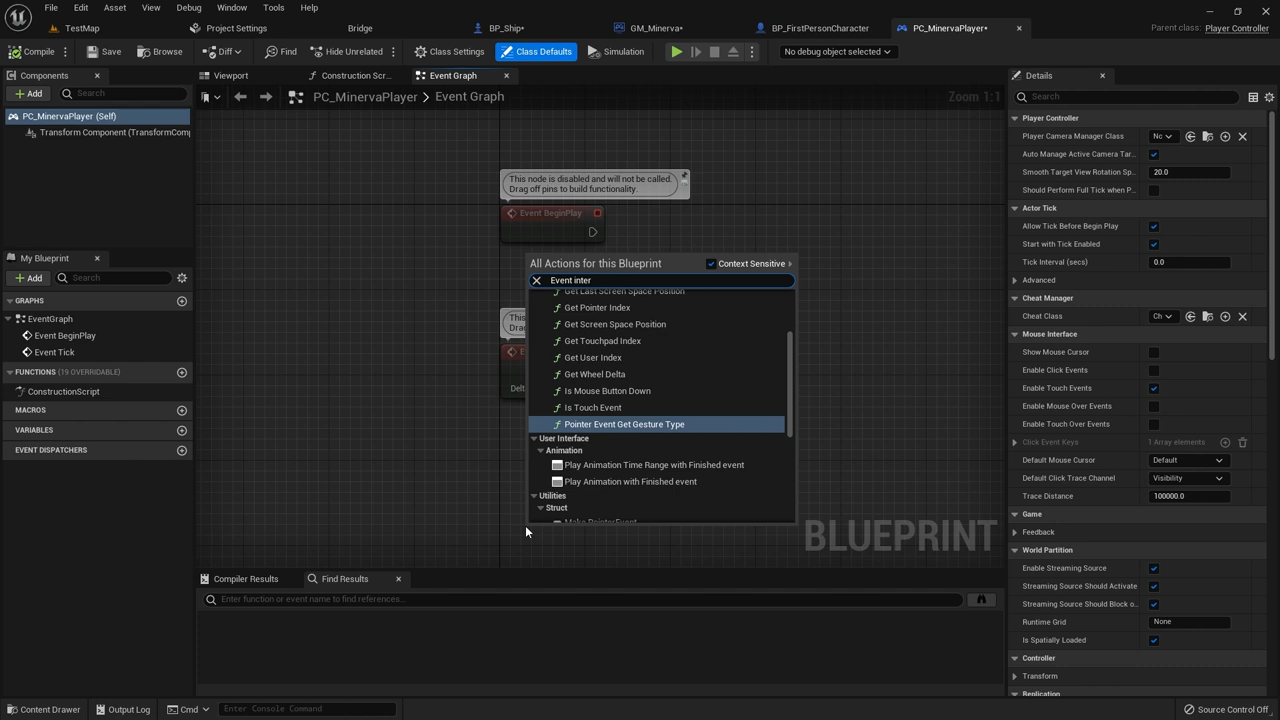 File Edit Asset View Debug Window Tools Help
TestMap Project Settings Bridge BP_Ship* GM_Minerva* BP_FirstPersonCharacter PC_MinervaPlayer* Parent class: Player Controller
Compile Save Browse Diff Find Hide Unrelated Class Settings Class Defaults Simulation No debug object selected
Components
Add Search
PC_MinervaPlayer (Self)
Transform Component (TransformComp
My Blueprint
Add Search
GRAPHS
EventGraph
Event BeginPlay
Event Tick
FUNCTIONS (19 OVERRIDABLE)
ConstructionScript
MACROS
VARIABLES
EVENT DISPATCHERS
Viewport Construction Scr... Event Graph
PC_MinervaPlayer Event Graph Zoom 1:1
This node is disabled and will not be called.
Drag off pins to build functionality.
Event BeginPlay
This
Drag
Delt
All Actions for this Blueprint Context Sensitive
Event inter
Get Last Screen Space Position
Get Pointer Index
Get Screen Space Position
Get Touchpad Index
Get User Index
Get Wheel Delta
Is Mouse Button Down
Is Touch Event
Pointer Event Get Gesture Type
User Interface
Animation
Play Animation Time Range with Finished event
Play Animation with Finished event
Utilities
Struct
Make PointerEvent
BLUEPRINT
Compiler Results Find Results
Enter function or event name to find references...
Details
Search
Player Controller
Player Camera Manager Class Nc
Auto Manage Active Camera Tar...
Smooth Target View Rotation Sp... 20.0
Should Perform Full Tick when P...
Actor Tick
Allow Tick Before Begin Play
Start with Tick Enabled
Tick Interval (secs) 0.0
Advanced
Cheat Manager
Cheat Class Ch
Mouse Interface
Show Mouse Cursor
Enable Click Events
Enable Touch Events
Enable Mouse Over Events
Enable Touch Over Events
Click Event Keys 1 Array elements
Default Mouse Cursor Default
Default Click Trace Channel Visibility
Trace Distance 100000.0
Game
Feedback
World Partition
Enable Streaming Source
Streaming Source Should Activate
Streaming Source Should Block o...
Runtime Grid None
Is Spatially Loaded
Controller
Transform
Replication
Content Drawer Output Log Cmd Enter Console Command Source Control Off